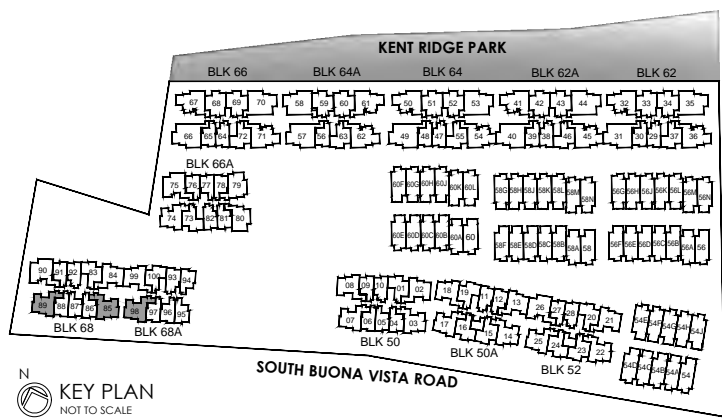 KENT RIDGE PARK
BLK 66 BLK 64A BLK 64 BLK 62A BLK 62
67 68 69 70 58 59 60 61 50 51 52 53 41 42 43 44 32 33 34 35
66 65 64 72 71 57 56 63 62 49 48 47 55 54 40 39 38 46 45 31 30 29 37 36
BLK 66A
75 76 77 78 79
60F 60G 60H 60J 60K 60L 58G 58H 58J 58K 58L 58M 58N 56G 56H 56J 56K 56L 56M 56N
74 73 82 81 80
60E 60D 60C 60B 60A 60 58F 58E 58D 58C 58B 58A 58 56F 56E 56D 56C 56B 56A 56
90 91 92 83 84 99 100 93 94
08 09 10 01 02 18 19 11 12 13 26 27 28 20 21
89 88 87 86 85 98 97 96 95
07 06 05 04 03 17 16 15 14 25 24 23 22
54E 54F 54G 54H 54J
BLK 68 BLK 68A
BLK 50 BLK 50A BLK 52
54D 54C 54B 54A 54
SOUTH BUONA VISTA ROAD
N
KEY PLAN
NOT TO SCALE